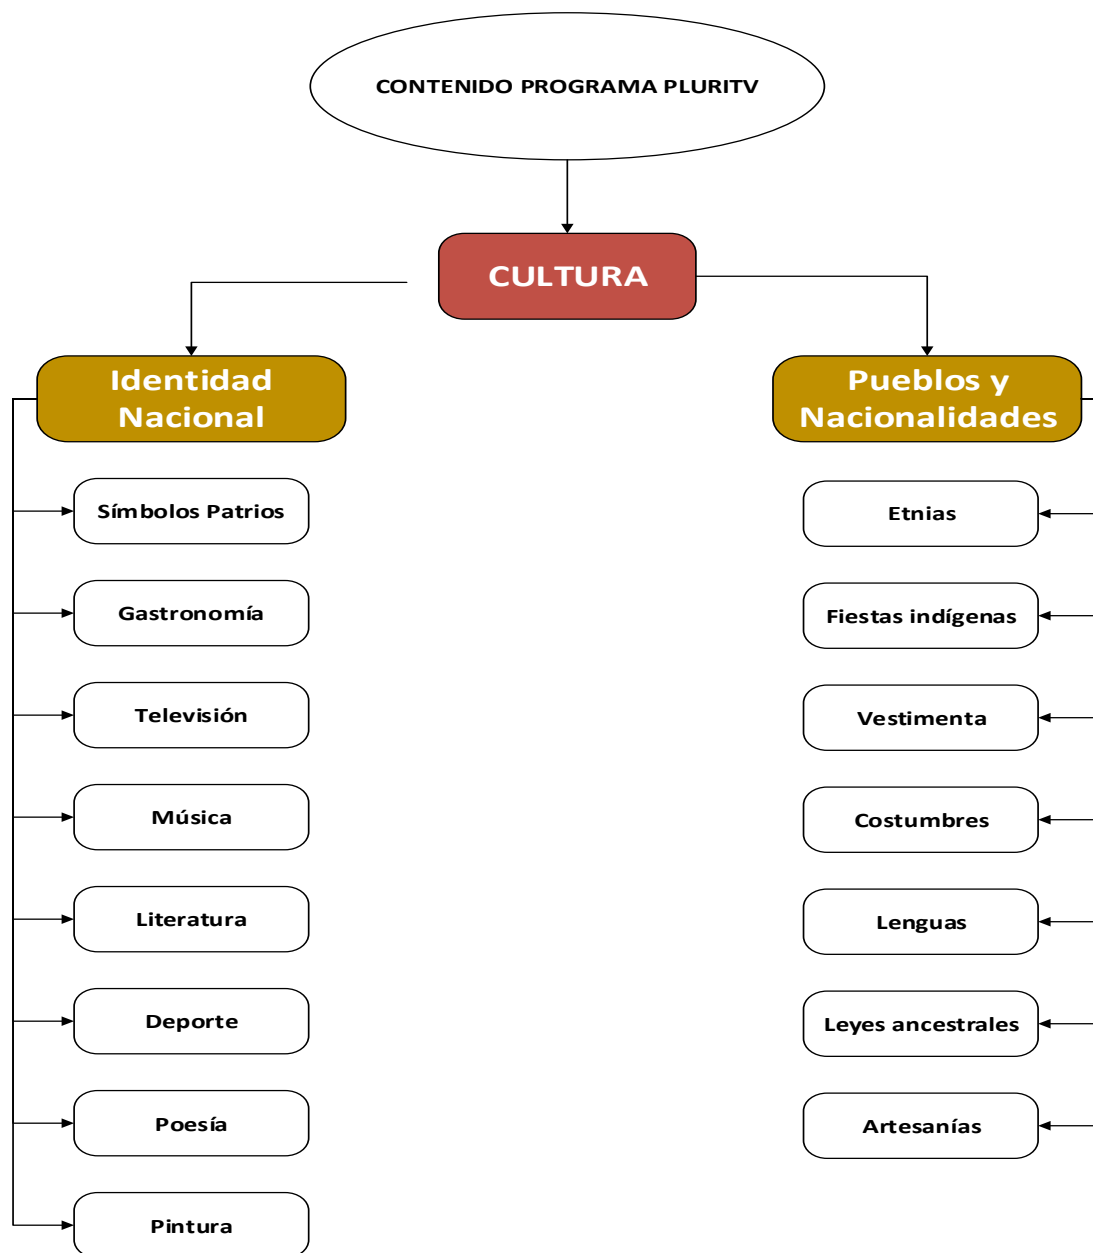 CONTENIDO PROGRAMA PLURITV
CULTURA
Identidad
Nacional
Símbolos Patrios
Gastronomía
Televisión
Música
Literatura
Deporte
Poesía
Pintura
Pueblos y
Nacionalidades
Etnias
Fiestas indígenas
Vestimenta
Costumbres
Lenguas
Leyes ancestrales
Artesanías